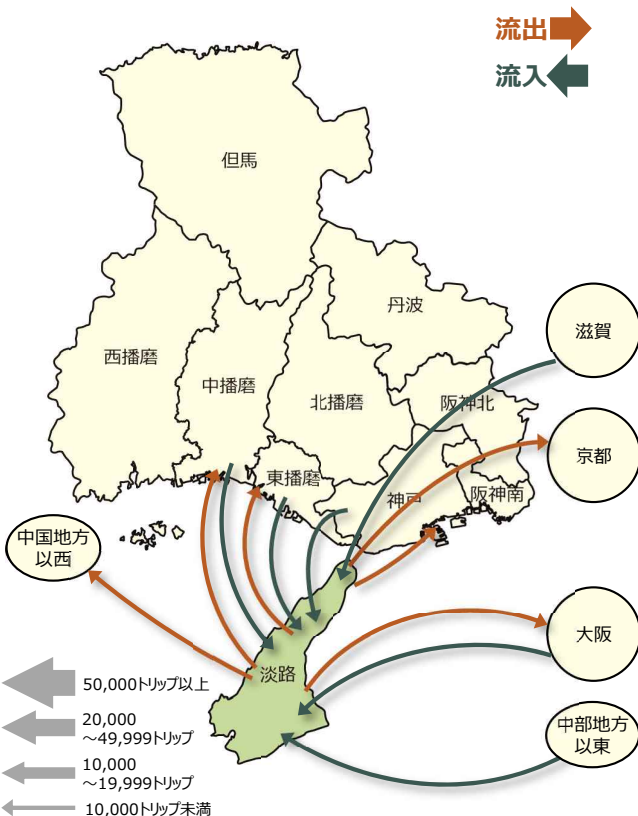 流出
流入
但馬
丹波
滋賀
西播磨
中播磨
北播磨
阪神北
東播磨
京都
神戸
阪神南
中国地方
以西
大阪
淡路
50,000トリップ以上
20,000
～49,999トリップ
中部地方
以東
10,000
～19,999トリップ
10,000トリップ未満